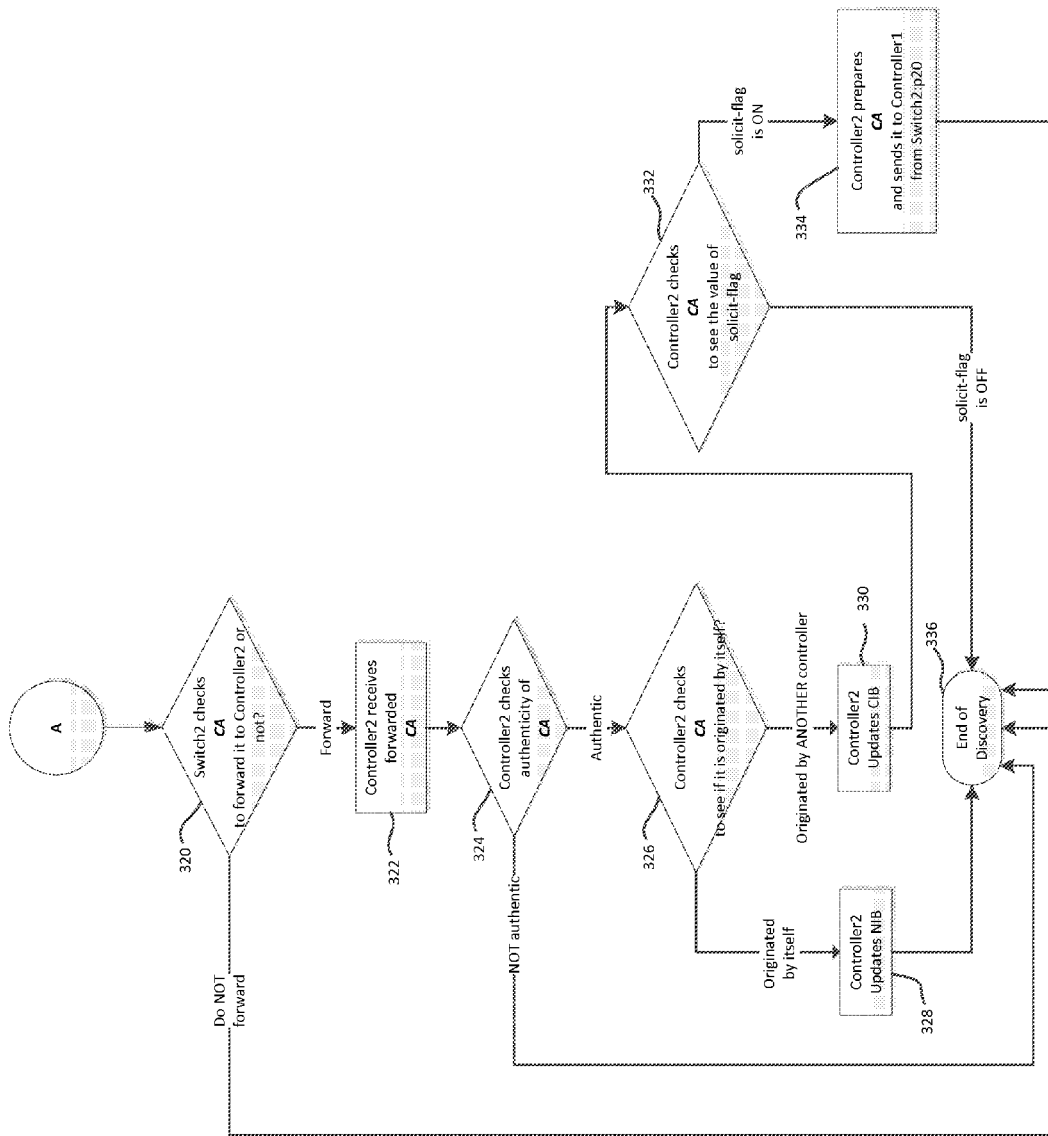 A
Switch2 checks
CA
to forward it to Controller2 or
not?
320
Do NOT
forward
Forward
Controller2 receives
forwarded
CA
322
Controller2 checks
authenticity of
CA
324
NOT authentic
Authentic
Controller2 checks
CA
to see if it is originated by itself?
326
Originated
by itself
Originated by ANOTHER controller
Controller2
Updates NIB
328
Controller2
Updates CIB
330
Controller2 checks
CA
to see the value of
solicit-flag
332
solicit-flag
is ON
Controller2 prepares
CA
and sends it to Controller1
from Switch2:p20
334
solicit-flag
is OFF
End of
Discovery
336